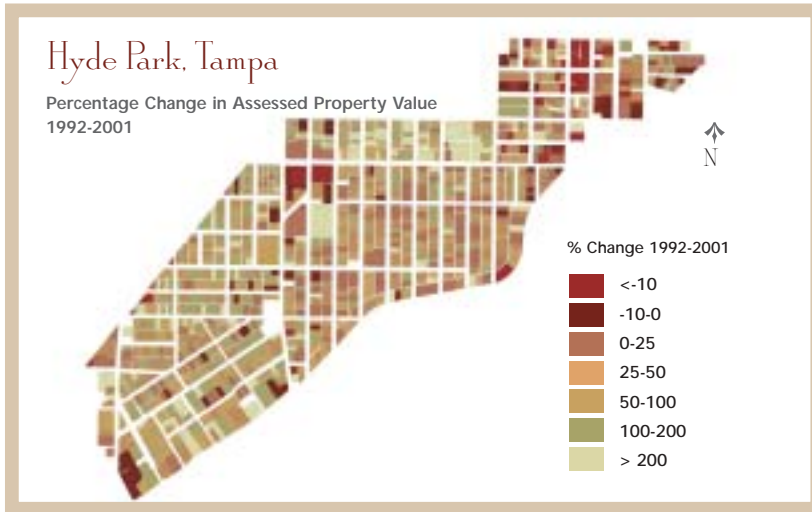 Hyde Park, Tampa
Percentage Change in Assessed Property Value
1992-2001
N
% Change 1992-2001
<-10
-10-0
0-25
25-50
50-100
100-200
> 200